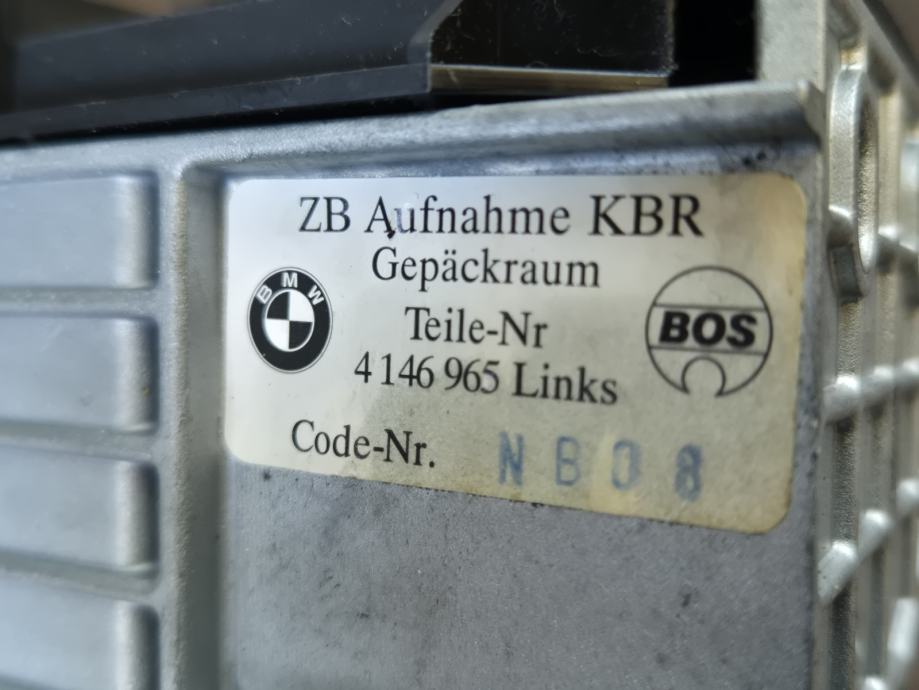 ZB Aufnahme KBR
Gepäckraum
BMW
BOS
Teile-Nr
4 146 965 Links
Code-Nr. NB08